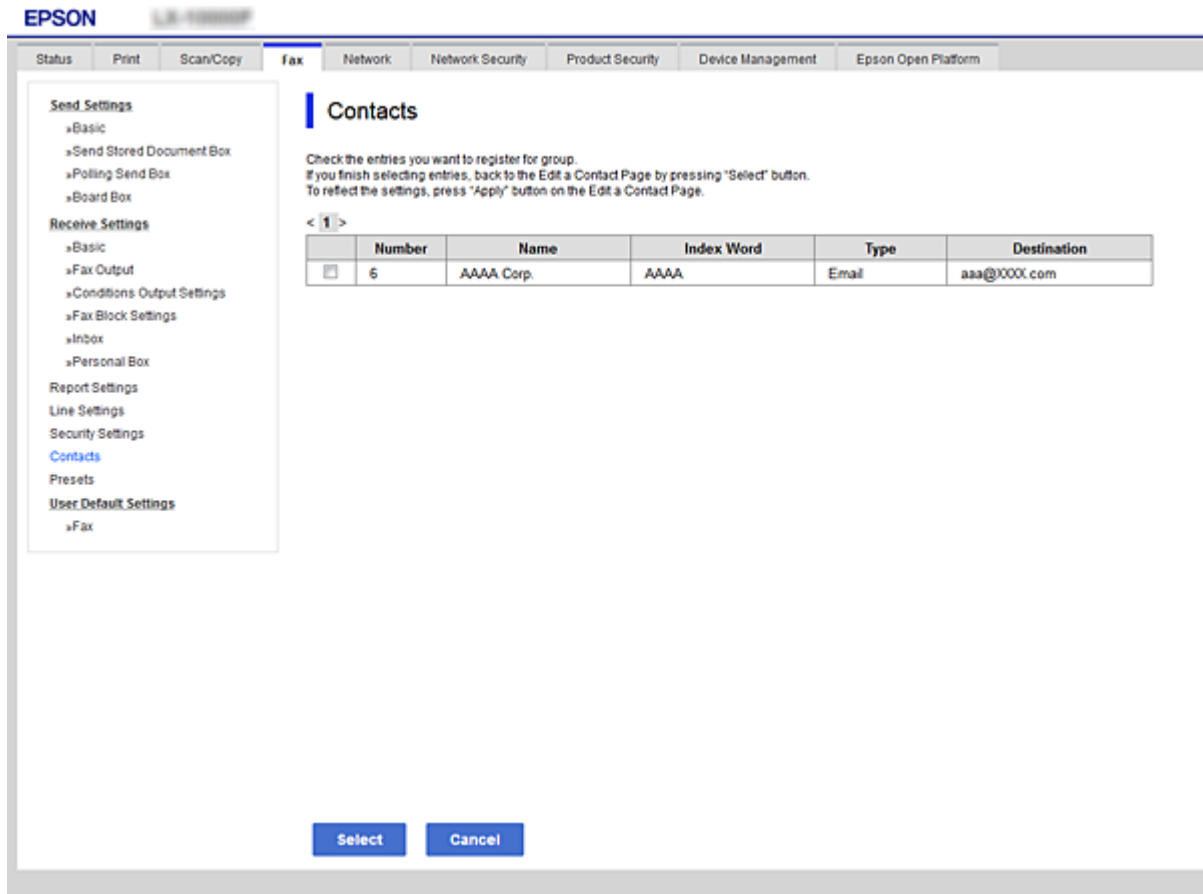 EPSON
Status Print Scan/Copy Fax Network Network Security Product Security Device Management Epson Open Platform
Send Settings
»Basic
»Send Stored Document Box
»Polling Send Box
»Board Box
Receive Settings
»Basic
»Fax Output
»Conditions Output Settings
»Fax Block Settings
»Inbox
»Personal Box
Report Settings
Line Settings
Security Settings
Contacts
Presets
User Default Settings
»Fax
Contacts
Check the entries you want to register for group.
If you finish selecting entries, back to the Edit a Contact Page by pressing "Select" button.
To reflect the settings, press "Apply" button on the Edit a Contact Page.
< 1 >
Number Name Index Word Type Destination
6 AAAA Corp. AAAA Email aaa@XXXX.com
Select Cancel